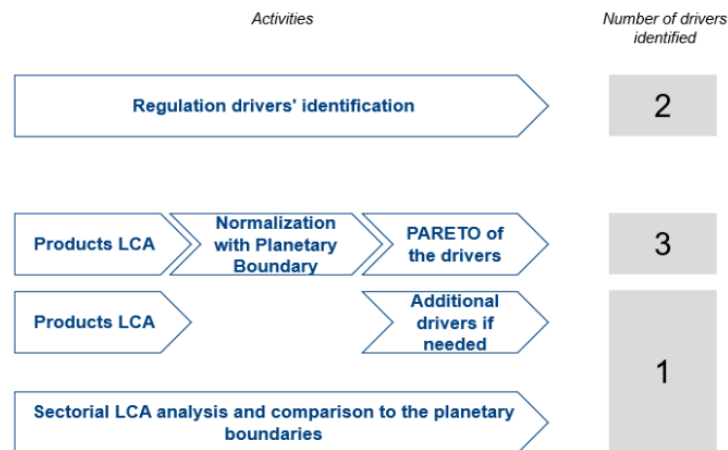 Activities
Number of drivers
identified
Regulation drivers' identification
2
Products LCA
Normalization
with Planetary
Boundary
PARETO of
the drivers
3
Products LCA
Additional
drivers if
needed
1
Sectorial LCA analysis and comparison to the planetary
boundaries